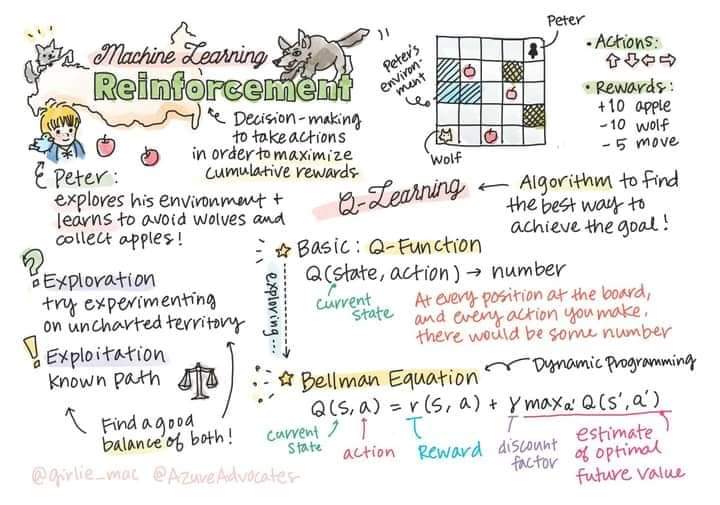 Machine Learning
Reinforcement
Decision-making
to take actions
in order to maximize
cumulative rewards
Peter:
explores his environment +
learns to avoid wolves and
collect apples!
Peter's
environ-
ment
Peter
Wolf
• Actions:
⇧⇩⇦⇨
• Rewards:
+10 apple
-10 wolf
-5 move
Q-Learning
Algorithm to find
the best way to
achieve the goal!
?
Exploration
try experimenting
on uncharted territory
!
Exploitation
known path
Find a good
balance of both!
exploring...
☆ Basic: Q-Function
Q(state, action) → number
current
state
At every position at the board,
and every action you make,
there would be some number
☆ Bellman Equation
Dynamic Programming
Q(s, a) = r(s, a) + γ maxa' Q(s', a')
current
state
action
Reward
discount
factor
estimate
of optimal
future value
@girlie_mac @AzureAdvocates